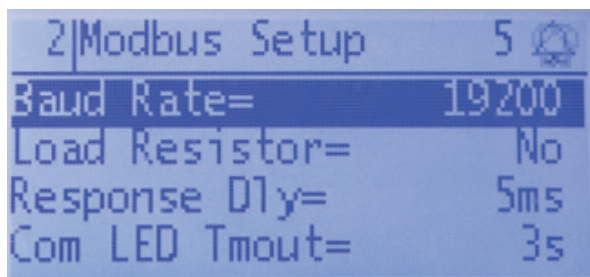 2|Modbus Setup 5
Baud Rate= 19200
Load Resistor= No
Response Dly= 5ms
Com LED Tmout= 3s